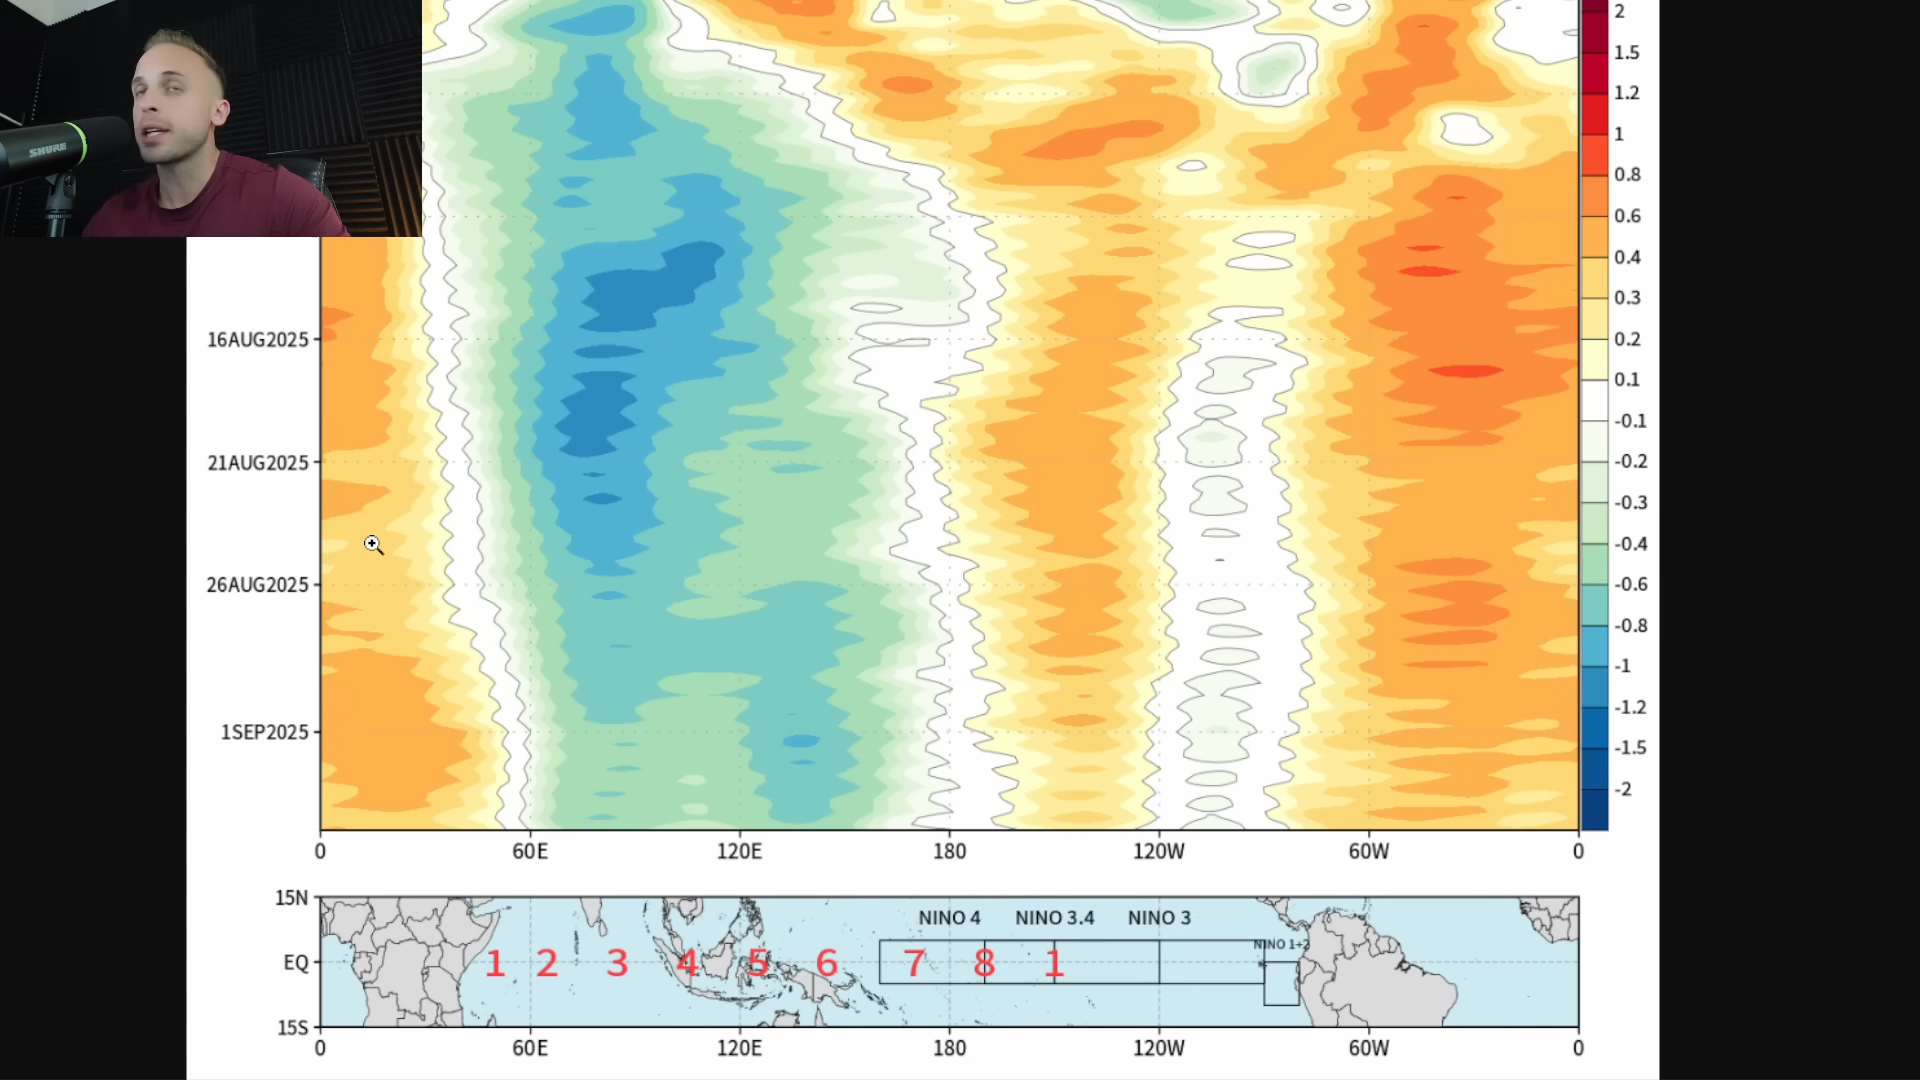 SHURE
2
1.5
1.2
1
0.8
0.6
0.4
0.3
0.2
0.1
-0.1
-0.2
-0.3
-0.4
-0.6
-0.8
-1
-1.2
-1.5
-2
16AUG2025
21AUG2025
26AUG2025
1SEP2025
0 60E 120E 180 120W 60W 0
15N
EQ
15S
NINO 4 NINO 3.4 NINO 3
NINO 1+2
1 2 3 4 5 6 7 8 1
0 60E 120E 180 120W 60W 0